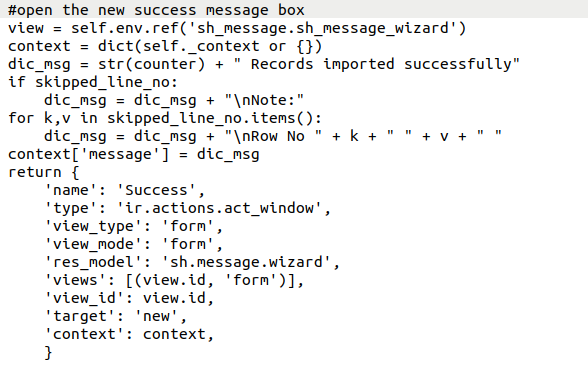 #open the new success message box
view = self.env.ref('sh_message.sh_message_wizard')
context = dict(self._context or {})
dic_msg = str(counter) + " Records imported successfully"
if skipped_line_no:
    dic_msg = dic_msg + "\nNote:"
for k,v in skipped_line_no.items():
    dic_msg = dic_msg + "\nRow No " + k + " " + v + " "
context['message'] = dic_msg
return {
    'name': 'Success',
    'type': 'ir.actions.act_window',
    'view_type': 'form',
    'view_mode': 'form',
    'res_model': 'sh.message.wizard',
    'views': [(view.id, 'form')],
    'view_id': view.id,
    'target': 'new',
    'context': context,
    }